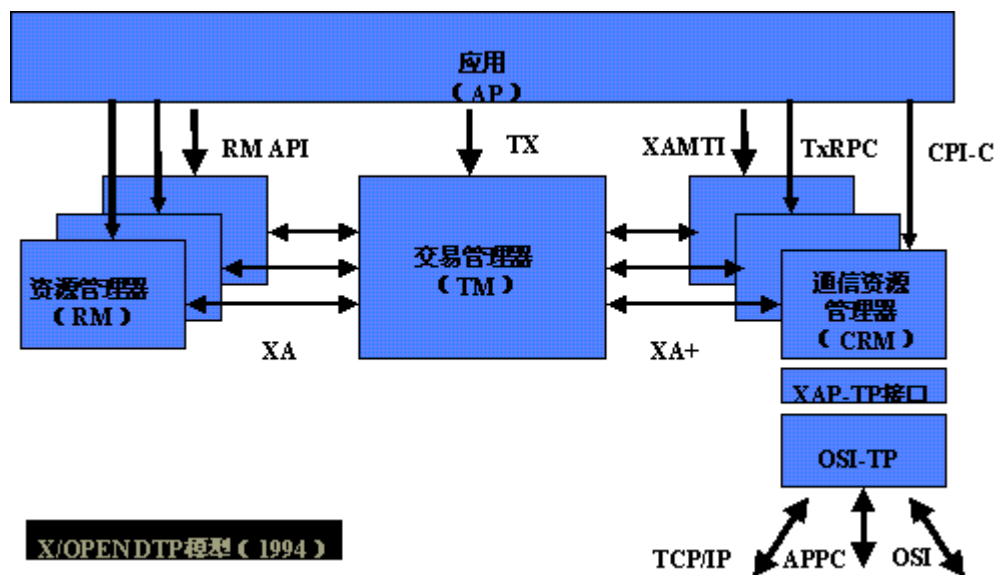 应用
（AP）
RM API
TX
XAMTI
TxRPC
CPI-C
资源管理器
（RM）
交易管理器
（TM）
通信资源
管理器
（CRM）
XA
XA+
XAP-TP接口
OSI-TP
X/OPEN DTP模型（1994）
TCP/IP
APPC
OSI